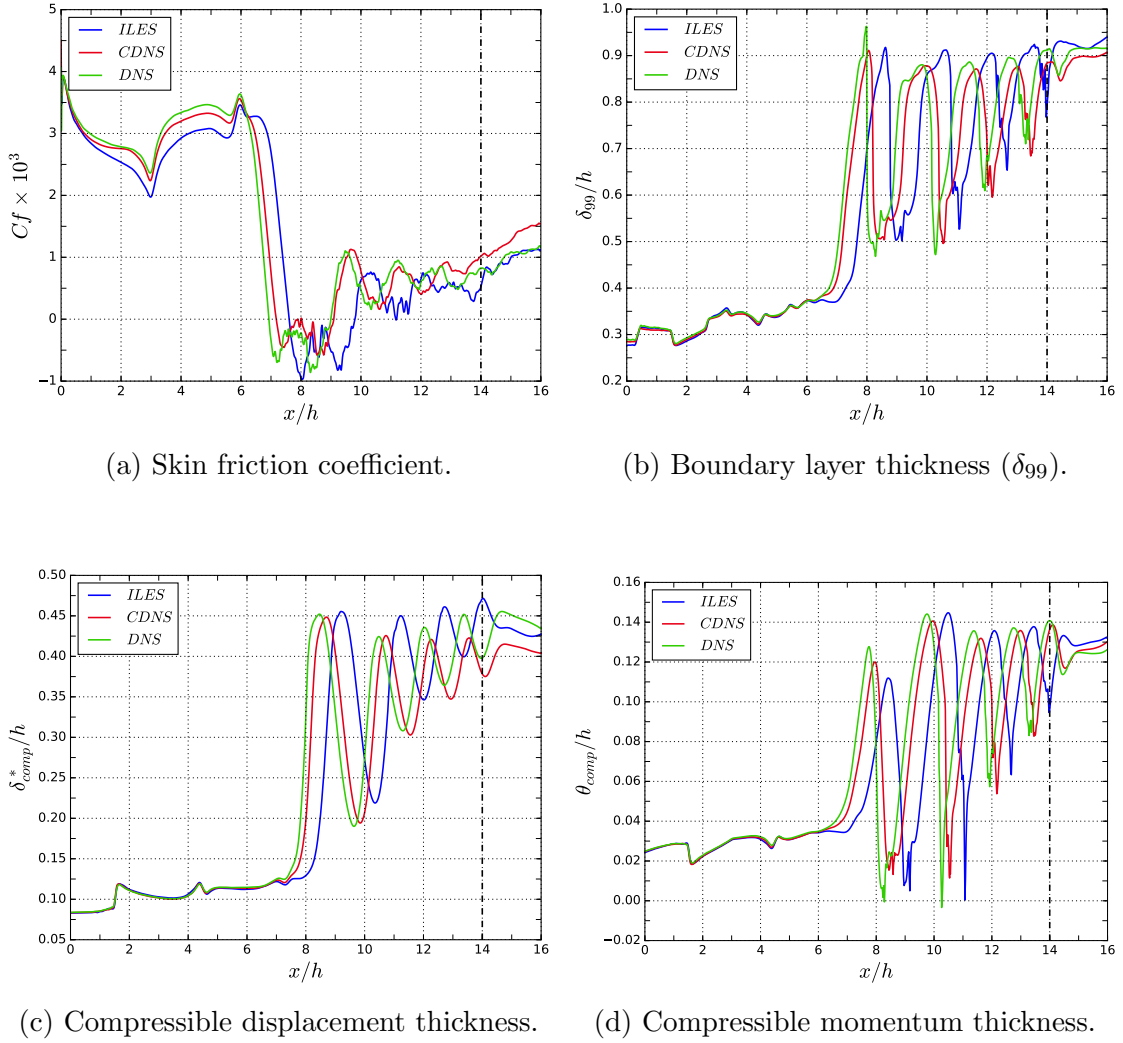 5
4
3
2
1
0
−1
0 2 4 6 8 10 12 14 16
x/h
Cf × 10³
ILES
CDNS
DNS
(a) Skin friction coefficient.
1.0
0.9
0.8
0.7
0.6
0.5
0.4
0.3
0.2
0 2 4 6 8 10 12 14 16
x/h
δ₉₉/h
ILES
CDNS
DNS
(b) Boundary layer thickness (δ₉₉).
0.50
0.45
0.40
0.35
0.30
0.25
0.20
0.15
0.10
0.05
0 2 4 6 8 10 12 14 16
x/h
δ*comp/h
ILES
CDNS
DNS
(c) Compressible displacement thickness.
0.16
0.14
0.12
0.10
0.08
0.06
0.04
0.02
0.00
−0.02
0 2 4 6 8 10 12 14 16
x/h
θcomp/h
ILES
CDNS
DNS
(d) Compressible momentum thickness.